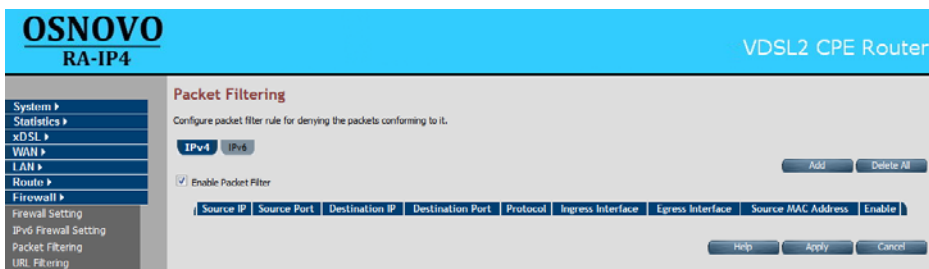 OSNOVO
RA-IP4
VDSL2 CPE Router
System
Statistics
xDSL
WAN
LAN
Route
Firewall
Firewall Setting
IPv6 Firewall Setting
Packet Filtering
URL Filtering
Packet Filtering
Configure packet filter rule for denying the packets conforming to it.
IPv4 IPv6
Add Delete All
Enable Packet Filter
Source IP Source Port Destination IP Destination Port Protocol Ingress Interface Egress Interface Source MAC Address Enable
Help Apply Cancel